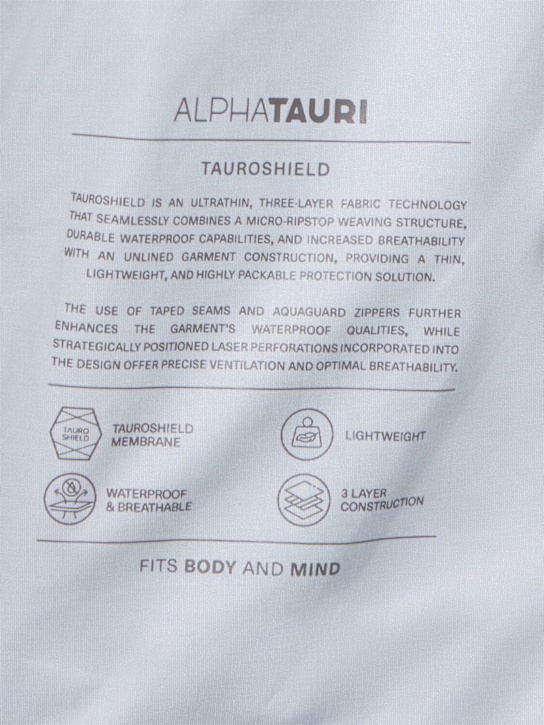 ALPHATAURI
TAUROSHIELD
TAUROSHIELD IS AN ULTRATHIN, THREE-LAYER FABRIC TECHNOLOGY
THAT SEAMLESSLY COMBINES A MICRO-RIPSTOP WEAVING STRUCTURE,
DURABLE WATERPROOF CAPABILITIES, AND INCREASED BREATHABILITY
WITH AN UNLINED GARMENT CONSTRUCTION, PROVIDING A THIN,
LIGHTWEIGHT, AND HIGHLY PACKABLE PROTECTION SOLUTION.
THE USE OF TAPED SEAMS AND AQUAGUARD ZIPPERS FURTHER
ENHANCES THE GARMENT'S WATERPROOF QUALITIES, WHILE
STRATEGICALLY POSITIONED LASER PERFORATIONS INCORPORATED INTO
THE DESIGN OFFER PRECISE VENTILATION AND OPTIMAL BREATHABILITY.
TAURO
SHIELD
TAUROSHIELD
MEMBRANE
LIGHTWEIGHT
WATERPROOF
& BREATHABLE
3 LAYER
CONSTRUCTION
FITS BODY AND MIND